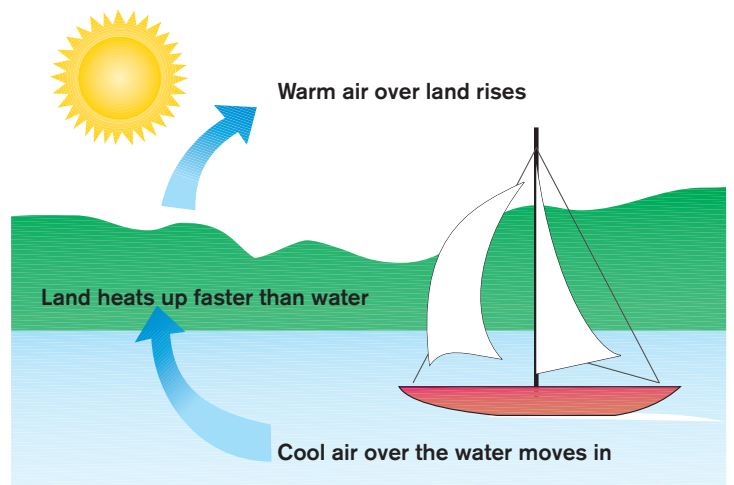 Warm air over land rises
Land heats up faster than water
Cool air over the water moves in